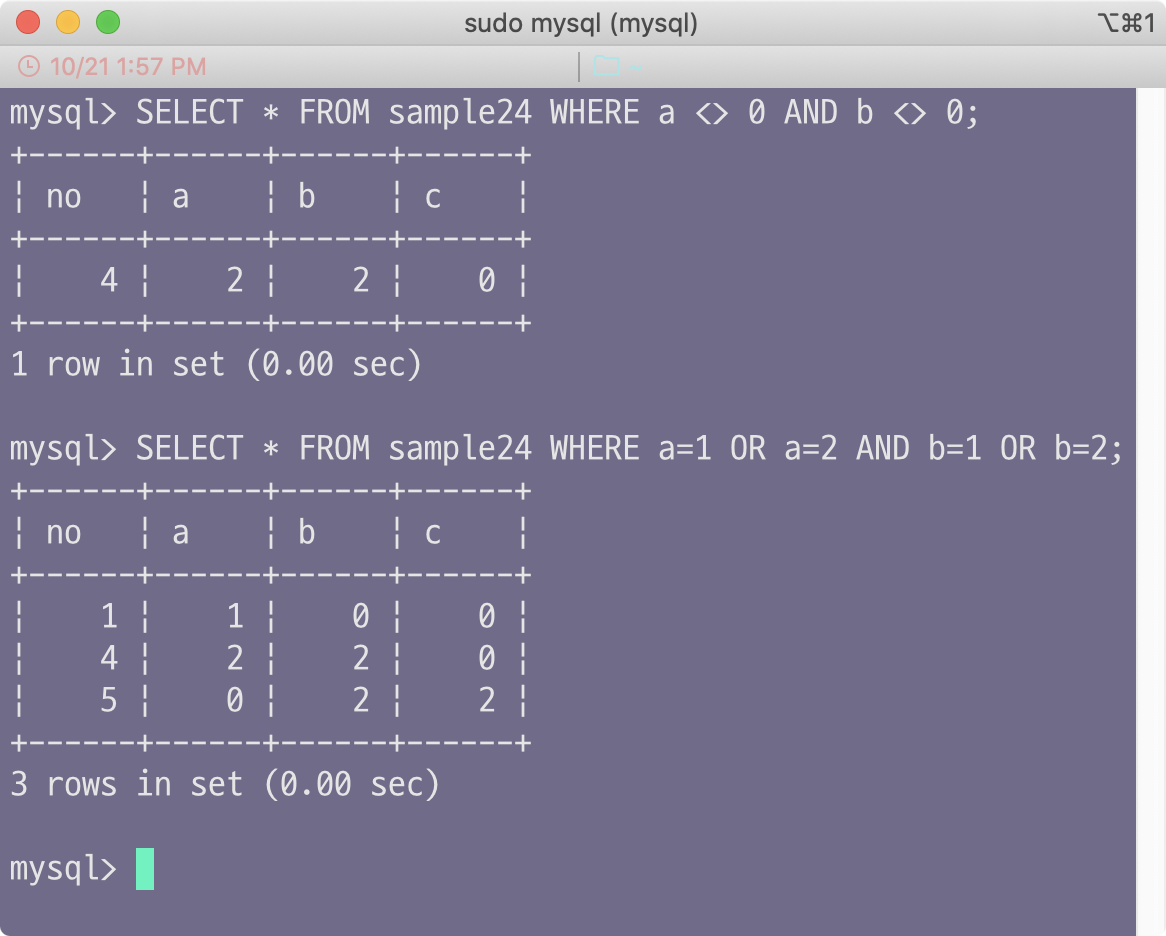 sudo mysql (mysql) ⌥⌘1
10/21 1:57 PM ~
mysql> SELECT * FROM sample24 WHERE a <> 0 AND b <> 0;
+------+------+------+------+
| no   | a    | b    | c    |
+------+------+------+------+
|    4 |    2 |    2 |    0 |
+------+------+------+------+
1 row in set (0.00 sec)
mysql> SELECT * FROM sample24 WHERE a=1 OR a=2 AND b=1 OR b=2;
+------+------+------+------+
| no   | a    | b    | c    |
+------+------+------+------+
|    1 |    1 |    0 |    0 |
|    4 |    2 |    2 |    0 |
|    5 |    0 |    2 |    2 |
+------+------+------+------+
3 rows in set (0.00 sec)
mysql>